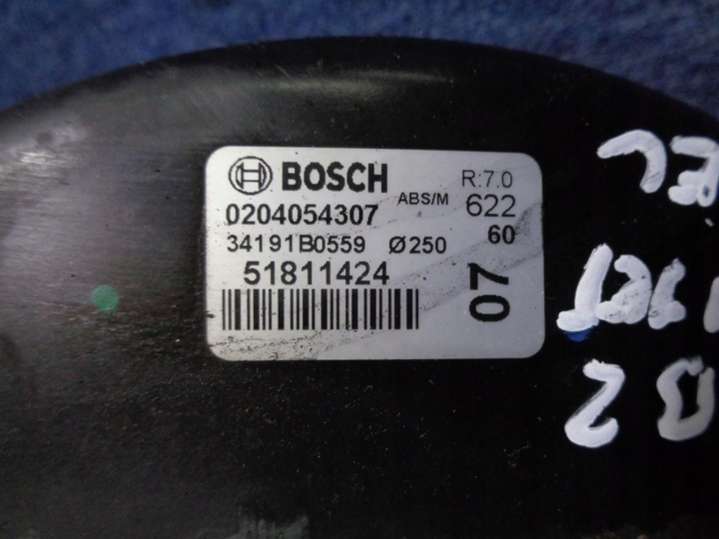 BOSCH
R:7.0
0204054307 ABS/M 622
34191B0559 Ø250 60
51811424
07